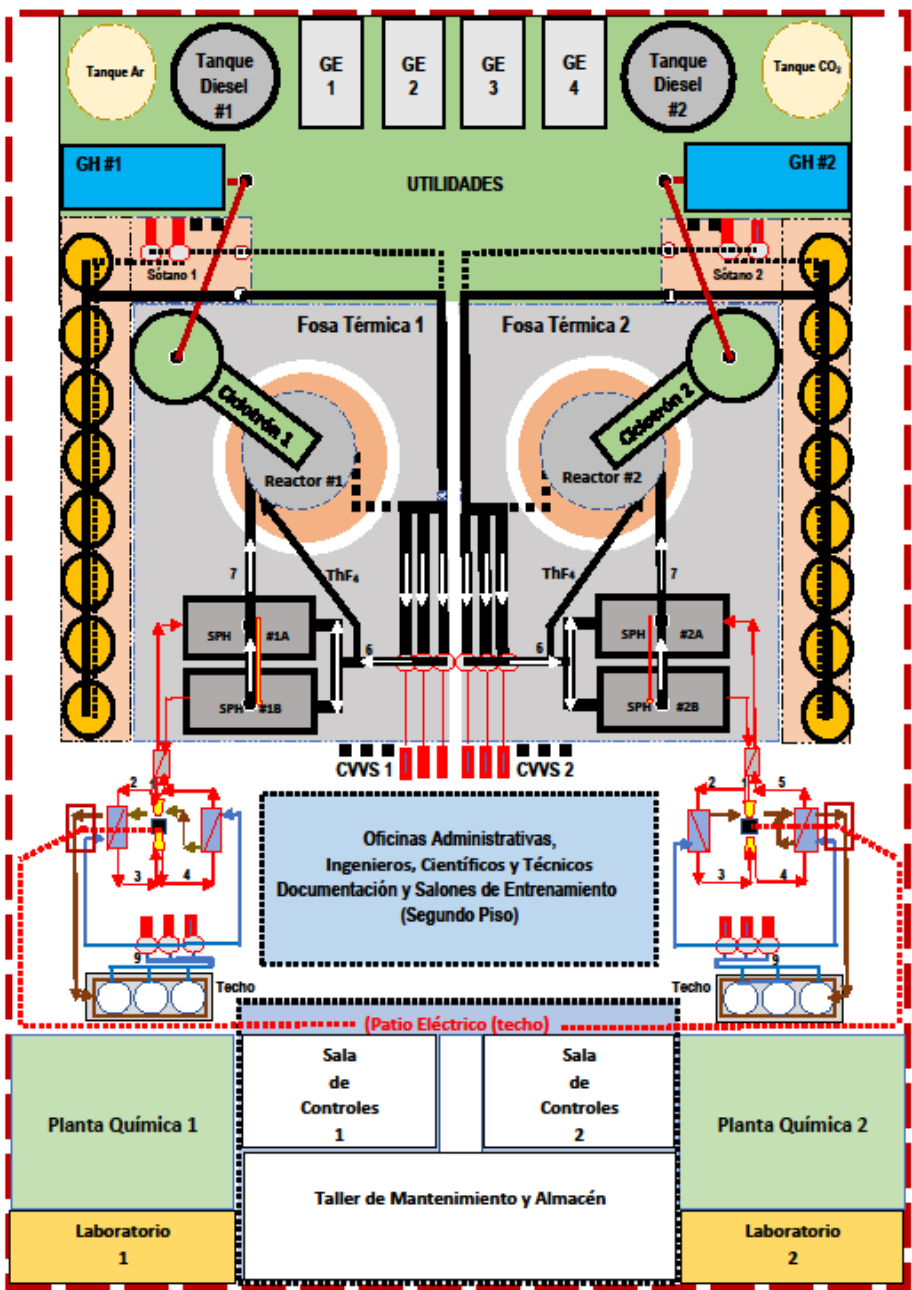 Tanque Ar
Tanque
Diesel
#1
GE
1
GE
2
GE
3
GE
4
Tanque
Diesel
#2
Tanque CO₂
GH #1
UTILIDADES
GH #2
Sótano 1
Sótano 2
Fosa Térmica 1
Fosa Térmica 2
Ciclotrón 1
Ciclotrón 2
Reactor #1
Reactor #2
7
ThF₄
ThF₄
7
SPH
#1A
6
6
SPH
#2A
SPH
#1B
SPH
#2B
CVVS 1
CVVS 2
2
2
5
3
4
3
4
Oficinas Administrativas,
Ingenieros, Científicos y Técnicos
Documentación y Salones de Entrenamiento
(Segundo Piso)
9
9
Techo
Techo
(Patio Eléctrico (techo)
Sala
de
Controles
1
Sala
de
Controles
2
Planta Química 1
Planta Química 2
Taller de Mantenimiento y Almacén
Laboratorio
1
Laboratorio
2